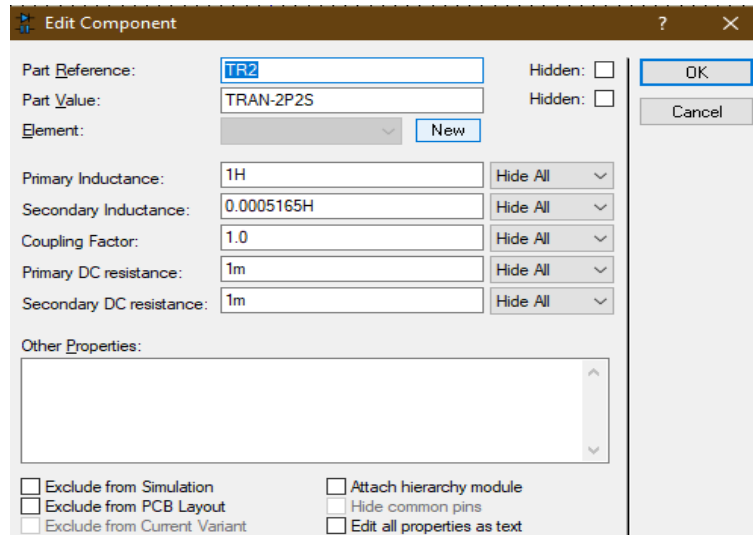 Edit Component ? ×
Part Reference: TR2 Hidden: OK
Part Value: TRAN-2P2S Hidden: Cancel
Element: New
Primary Inductance: 1H Hide All
Secondary Inductance: 0.0005165H Hide All
Coupling Factor: 1.0 Hide All
Primary DC resistance: 1m Hide All
Secondary DC resistance: 1m Hide All
Other Properties:
Exclude from Simulation Attach hierarchy module
Exclude from PCB Layout Hide common pins
Exclude from Current Variant Edit all properties as text